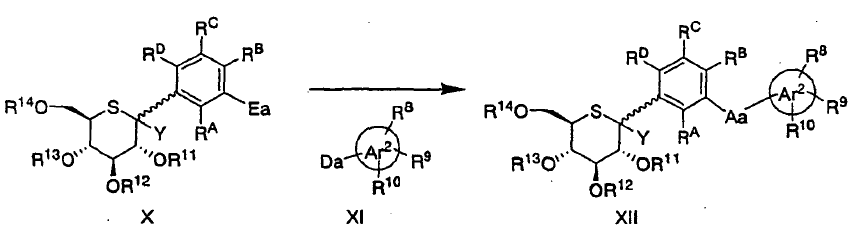 R^C
R^D R^B
R^14O S Ea
Y R^A
R^13O OR^11
OR^12
X
R^8
Da Ar^2 R^9
R^10
XI
R^C
R^D R^B R^8
R^14O S Aa Ar^2 R^9
Y R^A R^10
R^13O OR^11
OR^12
XII